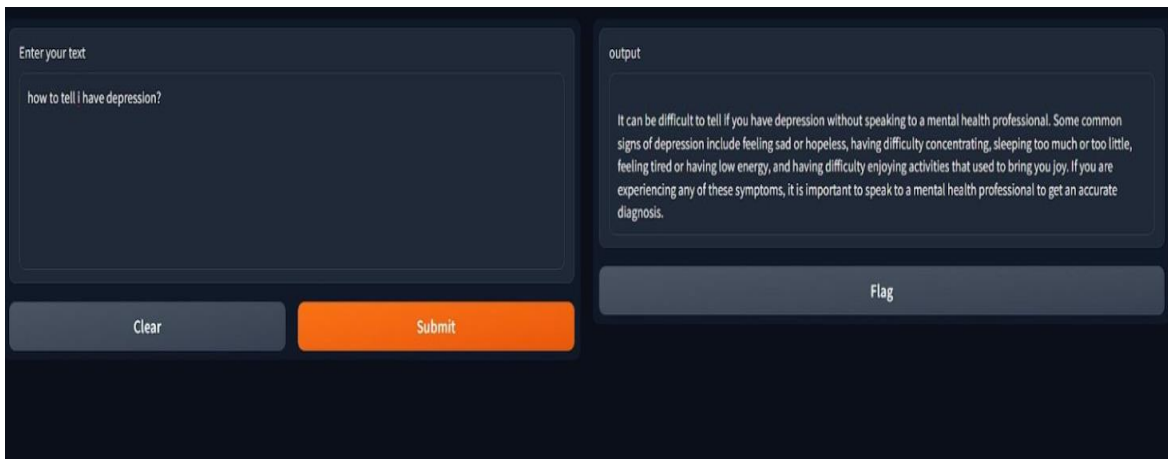 Enter your text
how to tell i have depression?
Clear
Submit
output
It can be difficult to tell if you have depression without speaking to a mental health professional. Some common
signs of depression include feeling sad or hopeless, having difficulty concentrating, sleeping too much or too little,
feeling tired or having low energy, and having difficulty enjoying activities that used to bring you joy. If you are
experiencing any of these symptoms, it is important to speak to a mental health professional to get an accurate
diagnosis.
Flag